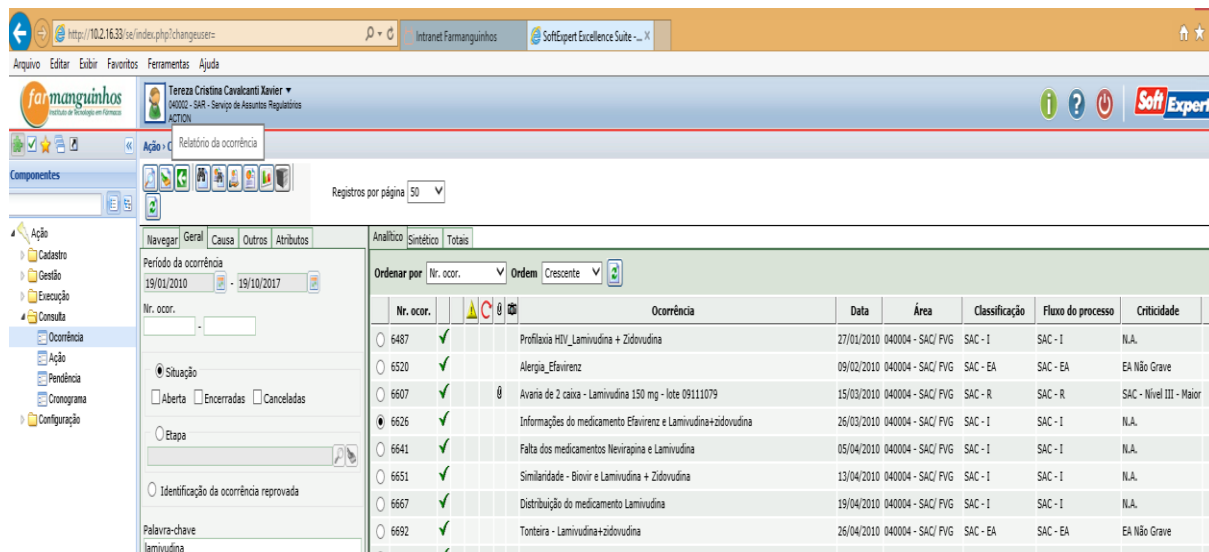 http://10.2.16.33/se/index.php?changeuser=
Intranet Farmanguinhos
SoftExpert Excellence Suite -... X
Arquivo Editar Exibir Favoritos Ferramentas Ajuda
farmanguinhos
Instituto de Tecnologia em Fármacos
Tereza Cristina Cavalcanti Xavier
040002 - SAR - Serviço de Assuntos Regulatórios
ACTION
Soft Expert
Ação › C
Relatório da ocorrência
Componentes
Registros por página 50
Ação
Cadastro
Gestão
Execução
Consulta
Ocorrência
Ação
Pendência
Cronograma
Configuração
Navegar Geral Causa Outros Atributos
Período da ocorrência
19/01/2010 - 19/10/2017
Nr. ocor.
-
Situação
Aberta Encerradas Canceladas
Etapa
Identificação da ocorrência reprovada
Palavra-chave
lamivudina
Analítico Sintético Totais
Ordenar por Nr. ocor. Ordem Crescente
Nr. ocor. Ocorrência Data Área Classificação Fluxo do processo Criticidade
6487 Profilaxia HIV_Lamivudina + Zidovudina 27/01/2010 040004 - SAC/ FVG SAC - I SAC - I N.A.
6520 Alergia_Efavirenz 09/02/2010 040004 - SAC/ FVG SAC - EA SAC - EA EA Não Grave
6607 Avaria de 2 caixa - Lamivudina 150 mg - lote 09111079 15/03/2010 040004 - SAC/ FVG SAC - R SAC - R SAC - Nível III - Maior
6626 Informações do medicamento Efavirenz e Lamivudina+zidovudina 26/03/2010 040004 - SAC/ FVG SAC - I SAC - I N.A.
6641 Falta dos medicamentos Nevirapina e Lamivudina 05/04/2010 040004 - SAC/ FVG SAC - I SAC - I N.A.
6651 Similaridade - Biovir e Lamivudina + Zidovudina 13/04/2010 040004 - SAC/ FVG SAC - I SAC - I N.A.
6667 Distribuição do medicamento Lamivudina 19/04/2010 040004 - SAC/ FVG SAC - I SAC - I N.A.
6692 Tonteira - Lamivudina+zidovudina 26/04/2010 040004 - SAC/ FVG SAC - EA SAC - EA EA Não Grave